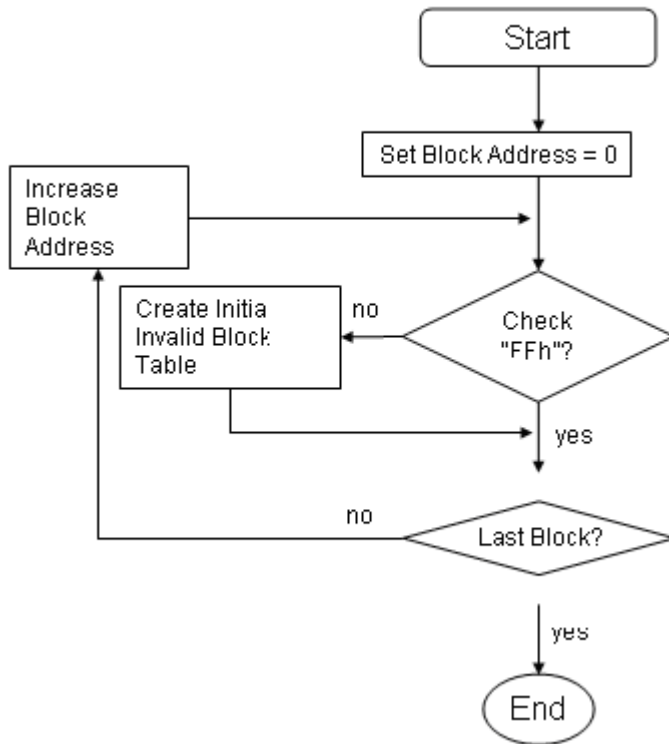 Start
Set Block Address = 0
Increase
Block
Address
Create Initia
Invalid Block
Table
no
Check
"FFh"?
yes
no
Last Block?
yes
End